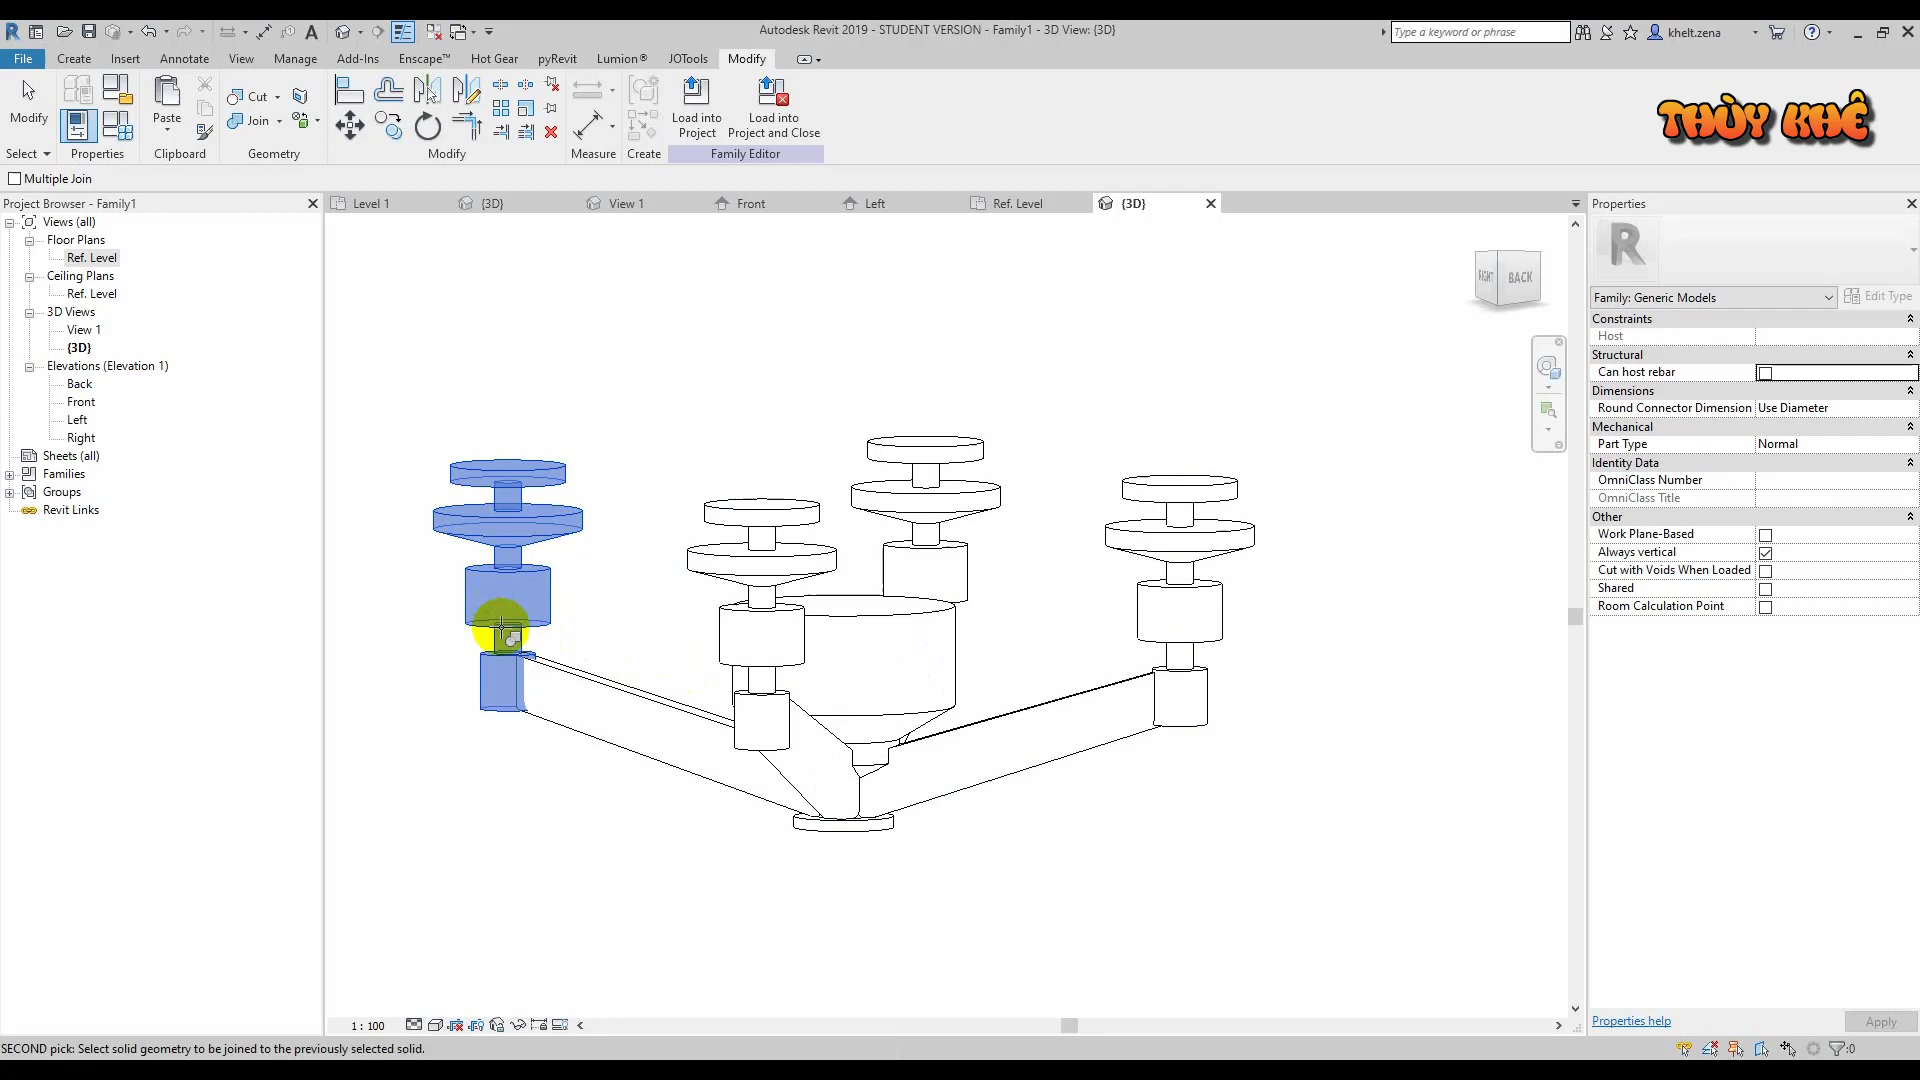 Autodesk Revit 2019 - STUDENT VERSION - Family1 - 3D View: {3D}
Type a keyword or phrase
khelt.zena
File
Create
Insert
Annotate
View
Manage
Add-Ins
Enscape™
Hot Gear
pyRevit
Lumion®
JOTools
Modify
Modify
Paste
Cut
Join
Load into
Project
Load into
Project and Close
Select
Properties
Clipboard
Geometry
Modify
Measure
Create
Family Editor
THÙY KHÊ
Multiple Join
Project Browser - Family1
Views (all)
Floor Plans
Ref. Level
Ceiling Plans
Ref. Level
3D Views
View 1
{3D}
Elevations (Elevation 1)
Back
Front
Left
Right
Sheets (all)
Families
Groups
Revit Links
Level 1
{3D}
View 1
Front
Left
Ref. Level
{3D}
RIGHT
BACK
Properties
Family: Generic Models
Edit Type
Constraints
Host
Structural
Can host rebar
Dimensions
Round Connector Dimension
Use Diameter
Mechanical
Part Type
Normal
Identity Data
OmniClass Number
OmniClass Title
Other
Work Plane-Based
Always vertical
Cut with Voids When Loaded
Shared
Room Calculation Point
Properties help
Apply
1 : 100
SECOND pick: Select solid geometry to be joined to the previously selected solid.
:0